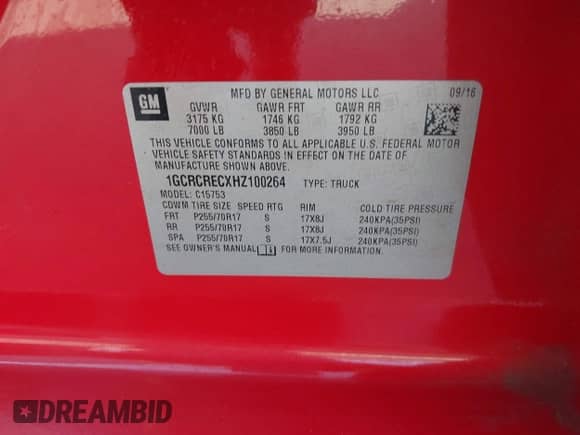 GM
MFD BY GENERAL MOTORS LLC 09/16
GVWR GAWR FRT GAWR RR
3175 KG 1746 KG 1792 KG
7000 LB 3850 LB 3950 LB
THIS VEHICLE CONFORMS TO ALL APPLICABLE U.S. FEDERAL MOTOR
VEHICLE SAFETY STANDARDS IN EFFECT ON THE DATE OF
MANUFACTURE SHOWN ABOVE.
1GCRCRECXHZ100264 TYPE: TRUCK
MODEL: C15753
CDWM TIRE SIZE SPEED RTG RIM COLD TIRE PRESSURE
FRT P255/70R17 S 17X8J 240KPA(35PSI)
RR P255/70R17 S 17X8J 240KPA(35PSI)
SPA P255/70R17 S 17X7.5J 240KPA(35PSI)
SEE OWNER'S MANUAL FOR MORE INFORMATION.
DREAMBID